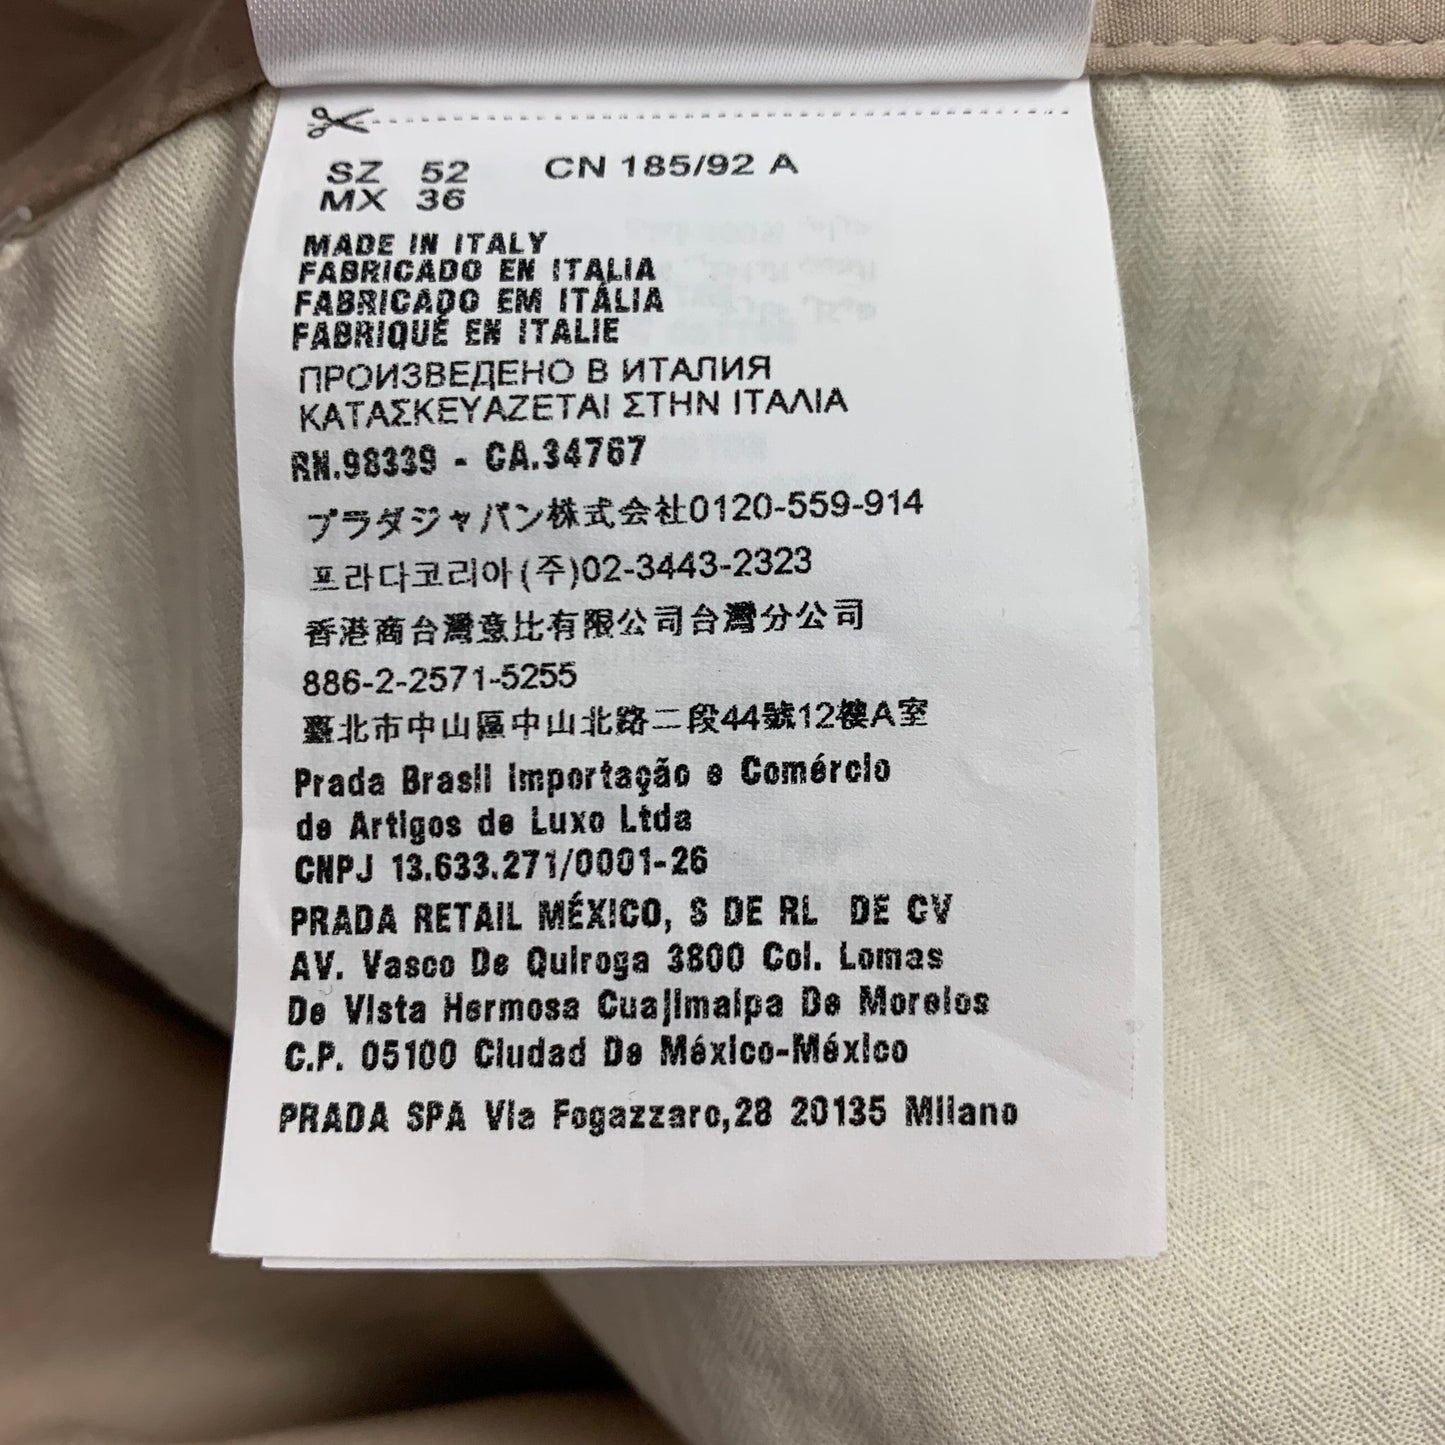 SZ 52 CN 185/92 A
MX 36
MADE IN ITALY
FABRICADO EN ITALIA
FABRICADO EM ITÁLIA
FABRIQUÉ EN ITALIE
ПРОИЗВЕДЕНО В ИТАЛИЯ
ΚΑΤΑΣΚΕΥΑΖΕΤΑΙ ΣΤΗΝ ΙΤΑΛΙΑ
RN.98339 - CA.34767
プラダジャパン株式会社0120-559-914
프라다코리아(주)02-3443-2323
香港商台灣意比有限公司台灣分公司
886-2-2571-5255
臺北市中山區中山北路二段44號12樓A室
Prada Brasil Importação e Comércio
de Artigos de Luxo Ltda
CNPJ 13.633.271/0001-26
PRADA RETAIL MÉXICO, S DE RL DE CV
AV. Vasco De Quiroga 3800 Col. Lomas
De Vista Hermosa Cuajimalpa De Morelos
C.P. 05100 Ciudad De México-México
PRADA SPA Via Fogazzaro,28 20135 Milano